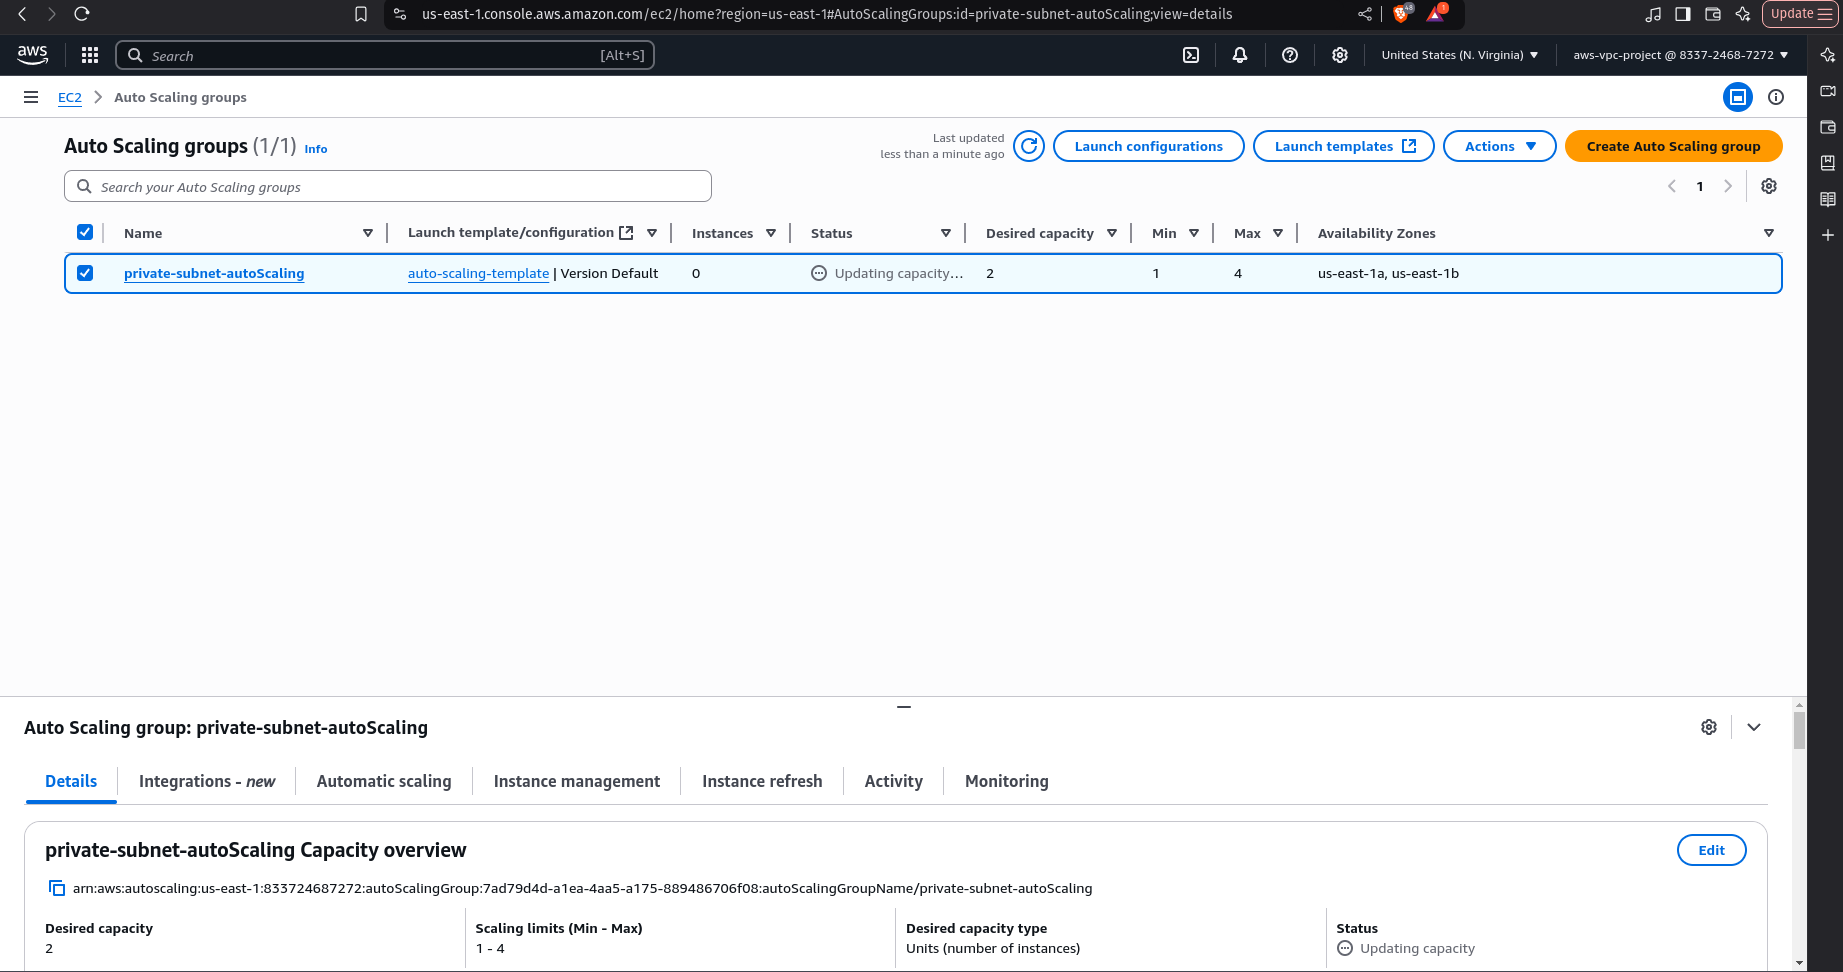 us-east-1.console.aws.amazon.com/ec2/home?region=us-east-1#AutoScalingGroups:id=private-subnet-autoScaling;view=details
48
1
Update
aws
Search
[Alt+S]
United States (N. Virginia)
aws-vpc-project @ 8337-2468-7272
EC2
Auto Scaling groups
Auto Scaling groups (1/1) Info
Last updated
less than a minute ago
Launch configurations
Launch templates
Actions
Create Auto Scaling group
Search your Auto Scaling groups
1
Name Launch template/configuration Instances Status Desired capacity Min Max Availability Zones
private-subnet-autoScaling auto-scaling-template | Version Default 0 Updating capacity... 2 1 4 us-east-1a, us-east-1b
Auto Scaling group: private-subnet-autoScaling
Details Integrations - new Automatic scaling Instance management Instance refresh Activity Monitoring
private-subnet-autoScaling Capacity overview
Edit
arn:aws:autoscaling:us-east-1:833724687272:autoScalingGroup:7ad79d4d-a1ea-4aa5-a175-889486706f08:autoScalingGroupName/private-subnet-autoScaling
Desired capacity
2
Scaling limits (Min - Max)
1 - 4
Desired capacity type
Units (number of instances)
Status
Updating capacity